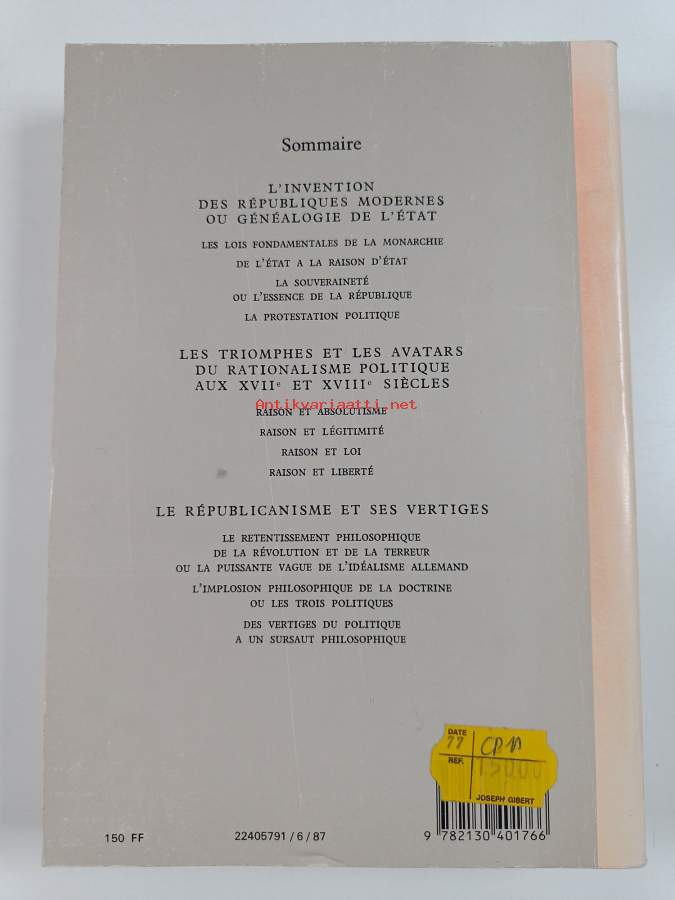 Sommaire
L'INVENTION
DES RÉPUBLIQUES MODERNES
OU GÉNÉALOGIE DE L'ÉTAT
LES LOIS FONDAMENTALES DE LA MONARCHIE
DE L'ÉTAT A LA RAISON D'ÉTAT
LA SOUVERAINETÉ
OU L'ESSENCE DE LA RÉPUBLIQUE
LA PROTESTATION POLITIQUE
LES TRIOMPHES ET LES AVATARS
DU RATIONALISME POLITIQUE
AUX XVIIe ET XVIIIe SIÈCLES
Antikvariaatti.net
RAISON ET ABSOLUTISME
RAISON ET LÉGITIMITÉ
RAISON ET LOI
RAISON ET LIBERTÉ
LE RÉPUBLICANISME ET SES VERTIGES
LE RETENTISSEMENT PHILOSOPHIQUE
DE LA RÉVOLUTION ET DE LA TERREUR
OU LA PUISSANTE VAGUE DE L'IDÉALISME ALLEMAND
L'IMPLOSION PHILOSOPHIQUE DE LA DOCTRINE
OU LES TROIS POLITIQUES
DES VERTIGES DU POLITIQUE
A UN SURSAUT PHILOSOPHIQUE
DATE
REF.
JOSEPH GIBERT
150 FF
22405791 / 6 / 87
9 782130 401766